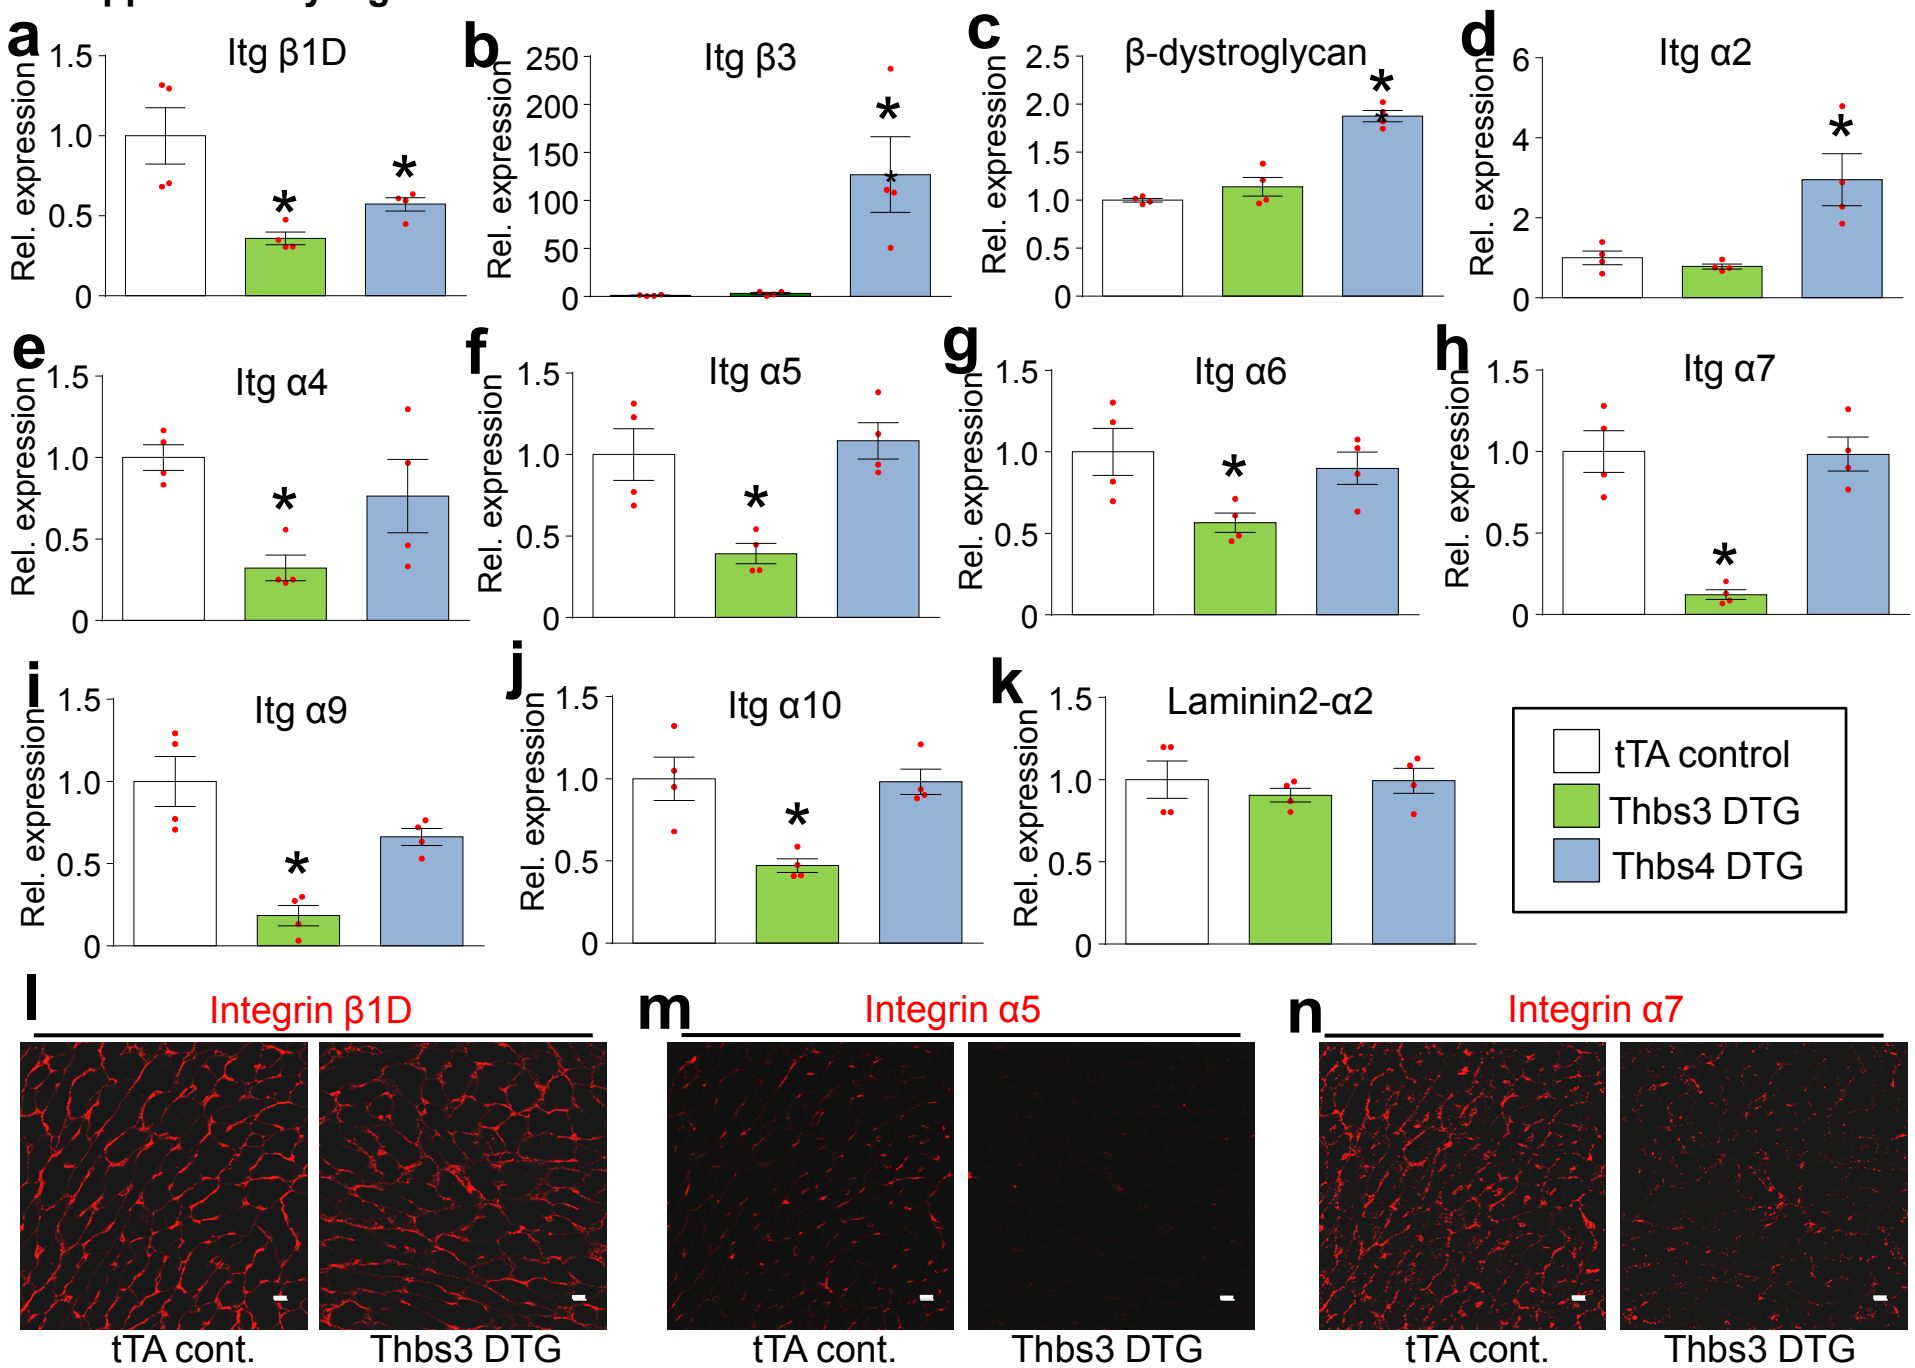 a
Itg β1D
Rel. expression
1.5
1.0
0.5
0
*
*
b
Itg β3
Rel. expression
250
200
150
100
50
0
*
*
c
β-dystroglycan
Rel. expression
2.5
2.0
1.5
1.0
0.5
0
*
*
d
Itg α2
Rel. expression
6
4
2
0
*
e
Itg α4
Rel. expression
1.5
1.0
0.5
0
*
f
Itg α5
Rel. expression
1.5
1.0
0.5
0
*
g
Itg α6
Rel. expression
1.5
1.0
0.5
0
*
h
Itg α7
Rel. expression
1.5
1.0
0.5
0
*
i
Itg α9
Rel. expression
1.5
1.0
0.5
0
*
j
Itg α10
Rel. expression
1.5
1.0
0.5
0
*
k
Laminin2-α2
Rel. expression
1.5
1.0
0.5
0
tTA control
Thbs3 DTG
Thbs4 DTG
l
Integrin β1D
tTA cont.
Thbs3 DTG
m
Integrin α5
tTA cont.
Thbs3 DTG
n
Integrin α7
tTA cont.
Thbs3 DTG